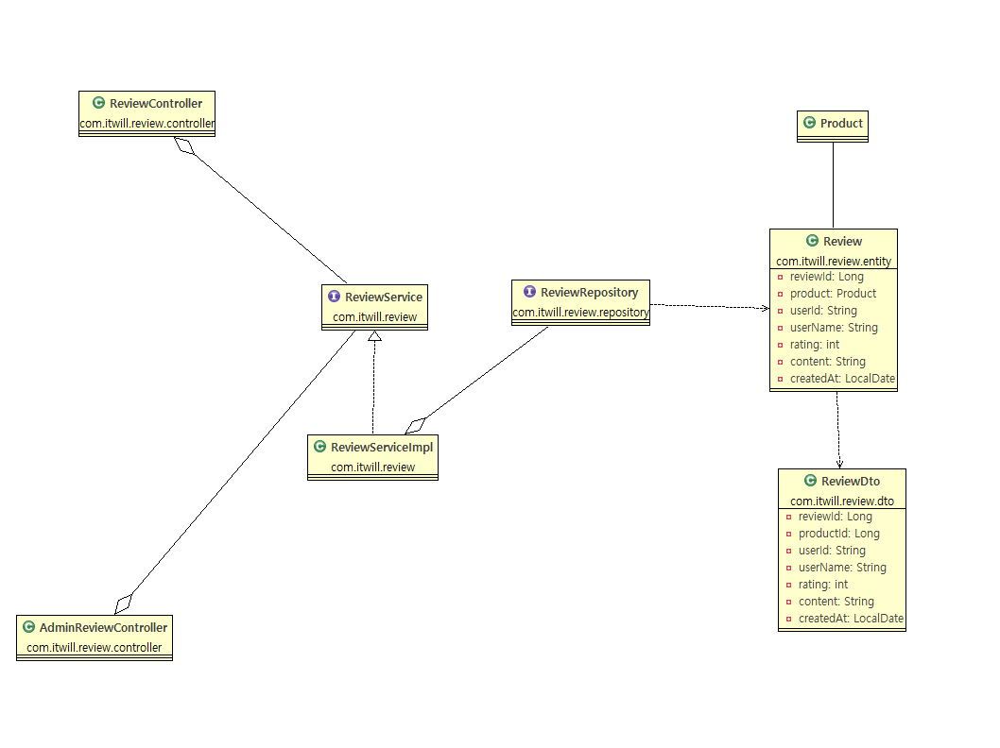 ReviewController
com.itwill.review.controller
Product
Review
com.itwill.review.entity
reviewId: Long
product: Product
userId: String
userName: String
rating: int
content: String
createdAt: LocalDate
I ReviewService
com.itwill.review
I ReviewRepository
com.itwill.review.repository
C ReviewServiceImpl
com.itwill.review
C ReviewDto
com.itwill.review.dto
reviewId: Long
productId: Long
userId: String
userName: String
rating: int
content: String
createdAt: LocalDate
C AdminReviewController
com.itwill.review.controller